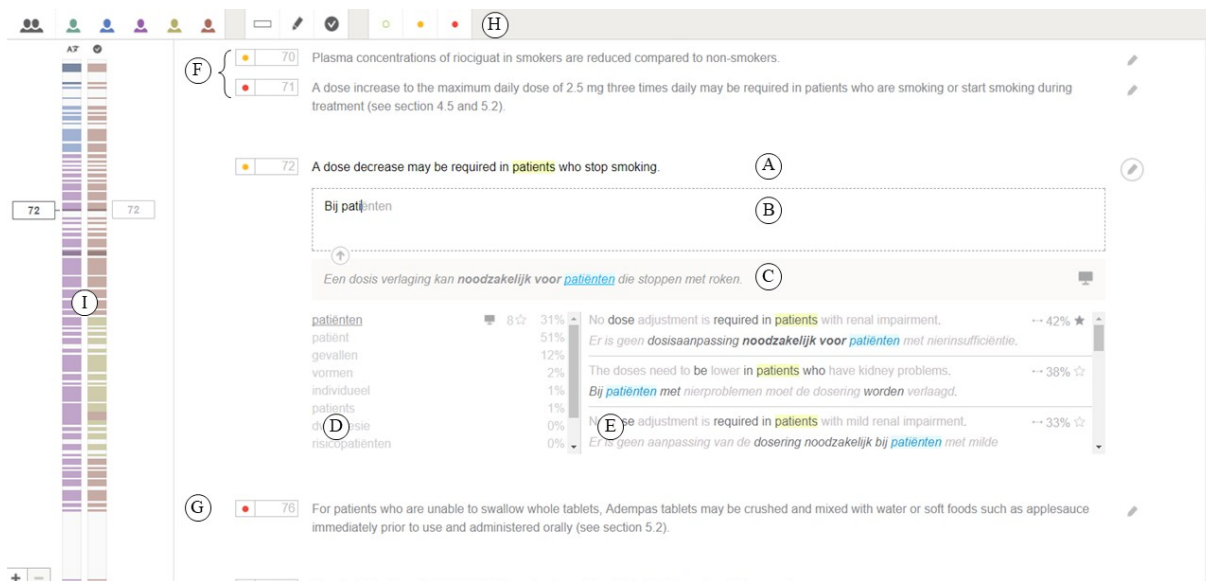 H
A
F
70 Plasma concentrations of riociguat in smokers are reduced compared to non-smokers.
71 A dose increase to the maximum daily dose of 2.5 mg three times daily may be required in patients who are smoking or start smoking during
treatment (see section 4.5 and 5.2).
72 A dose decrease may be required in patients who stop smoking. A
72 72
Bij patiënten B
Een dosis verlaging kan noodzakelijk voor patiënten die stoppen met roken. C
I
patiënten 8 31%
patiënt 51%
gevallen 12%
vormen 2%
individueel 1%
patients 1%
D 0%
risicopatiënten 0%
No dose adjustment is required in patients with renal impairment. 42%
Er is geen dosisaanpassing noodzakelijk voor patiënten met nierinsufficiëntie.
The doses need to be lower in patients who have kidney problems. 38%
Bij patiënten met nierproblemen moet de dosering worden verlaagd.
E adjustment is required in patients with mild renal impairment. 33%
Er is geen aanpassing van de dosering noodzakelijk bij patiënten met milde
G
76 For patients who are unable to swallow whole tablets, Adempas tablets may be crushed and mixed with water or soft foods such as applesauce
immediately prior to use and administered orally (see section 5.2).